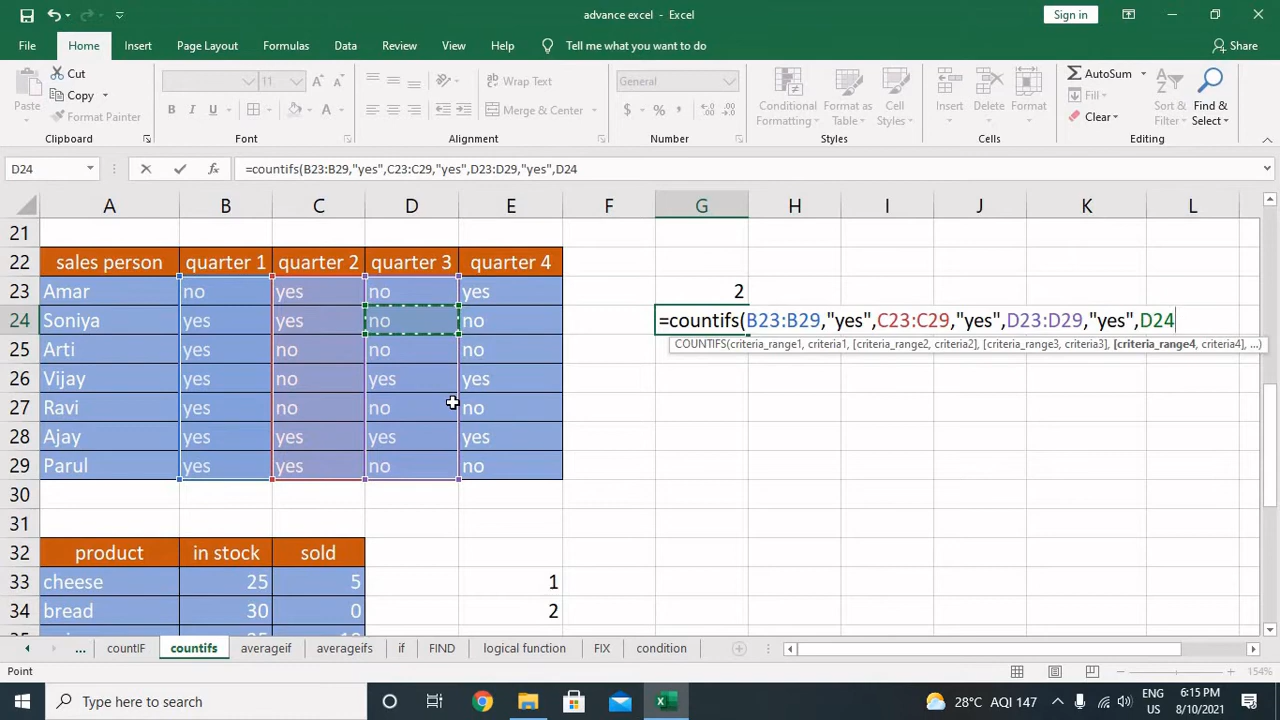 advance excel - Excel
Sign in
File Home Insert Page Layout Formulas Data Review View Help Tell me what you want to do Share
Paste
Cut
Copy
Format Painter
Clipboard
11
B I U
Font
Wrap Text
Merge & Center
Alignment
General
$ % ,
Number
Conditional Formatting
Format as Table
Cell Styles
Styles
Insert
Delete
Format
Cells
AutoSum
Fill
Clear
Sort & Filter
Find & Select
Editing
D24 fx =countifs(B23:B29,"yes",C23:C29,"yes",D23:D29,"yes",D24
A B C D E F G H I J K L
21
22 sales person quarter 1 quarter 2 quarter 3 quarter 4
23 Amar no yes no yes 2
24 Soniya yes yes no no =countifs(B23:B29,"yes",C23:C29,"yes",D23:D29,"yes",D24
COUNTIFS(criteria_range1, criteria1, [criteria_range2, criteria2], [criteria_range3, criteria3], [criteria_range4, criteria4], ...)
25 Arti yes no no no
26 Vijay yes no yes yes
27 Ravi yes no no no
28 Ajay yes yes yes yes
29 Parul yes yes no no
30
31
32 product in stock sold
33 cheese 25 5 1
34 bread 30 0 2
... countIF countifs averageif averageifs if FIND logical function FIX condition
Point 154%
Type here to search
28°C AQI 147
ENG US
6:15 PM
8/10/2021